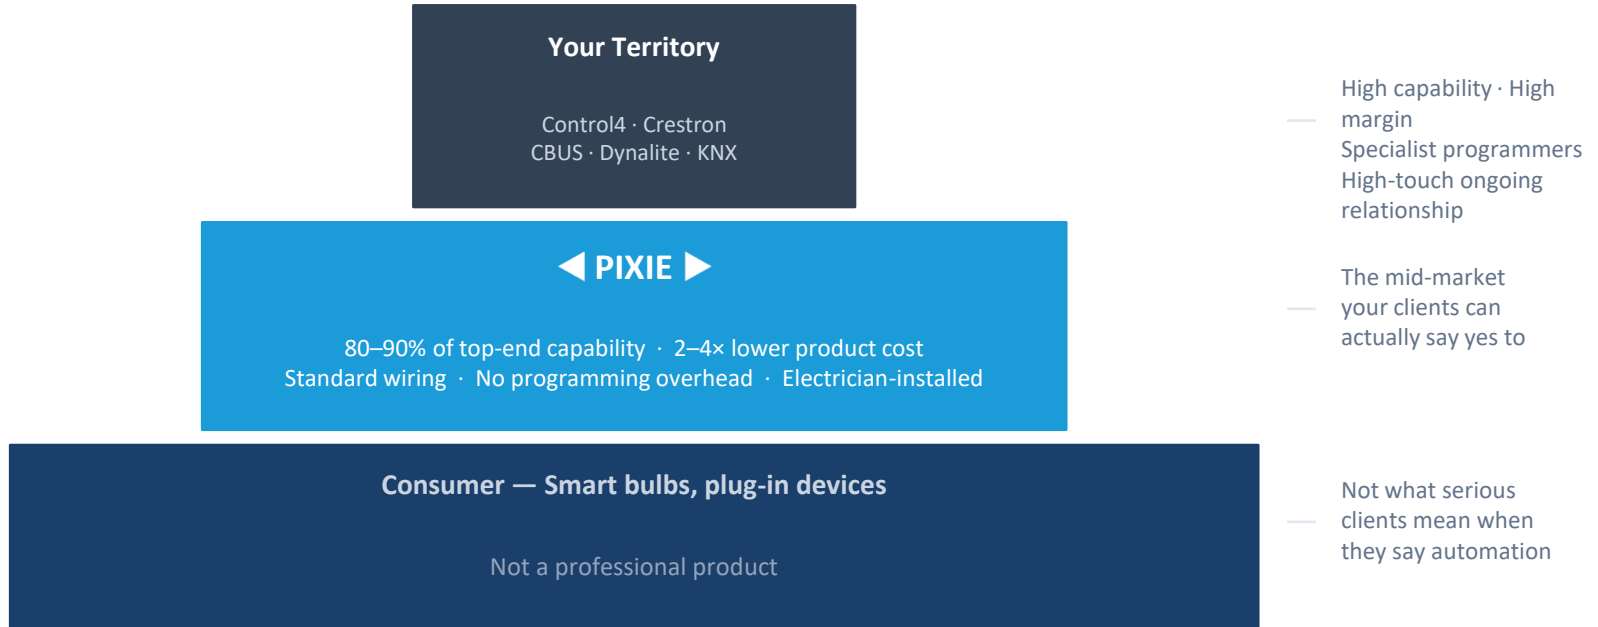 Your Territory
Control4 · Crestron
CBUS · Dynalite · KNX
High capability · High
margin
Specialist programmers
High-touch ongoing
relationship
◀ PIXIE ▶
80–90% of top-end capability · 2–4× lower product cost
Standard wiring · No programming overhead · Electrician-installed
The mid-market
your clients can
actually say yes to
Consumer — Smart bulbs, plug-in devices
Not a professional product
Not what serious
clients mean when
they say automation